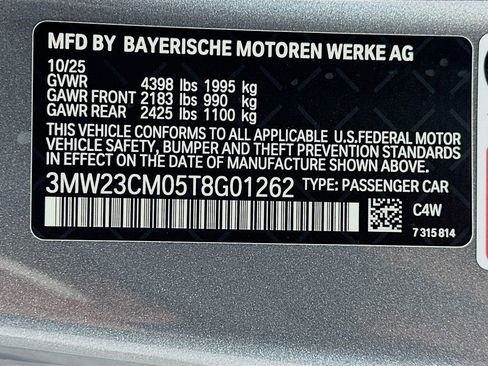 MFD BY BAYERISCHE MOTOREN WERKE AG
10/25
GVWR 4398 lbs 1995 kg
GAWR FRONT 2183 lbs 990 kg
GAWR REAR 2425 lbs 1100 kg
THIS VEHICLE CONFORMS TO ALL APPLICABLE U.S.FEDERAL MOTOR
VEHICLE SAFETY, BUMPER AND THEFT PREVENTION STANDARDS
IN EFFECT ON THE DATE OF MANUFACTURE SHOWN ABOVE.
3MW23CM05T8G01262 TYPE: PASSENGER CAR
C4W
7 315 814